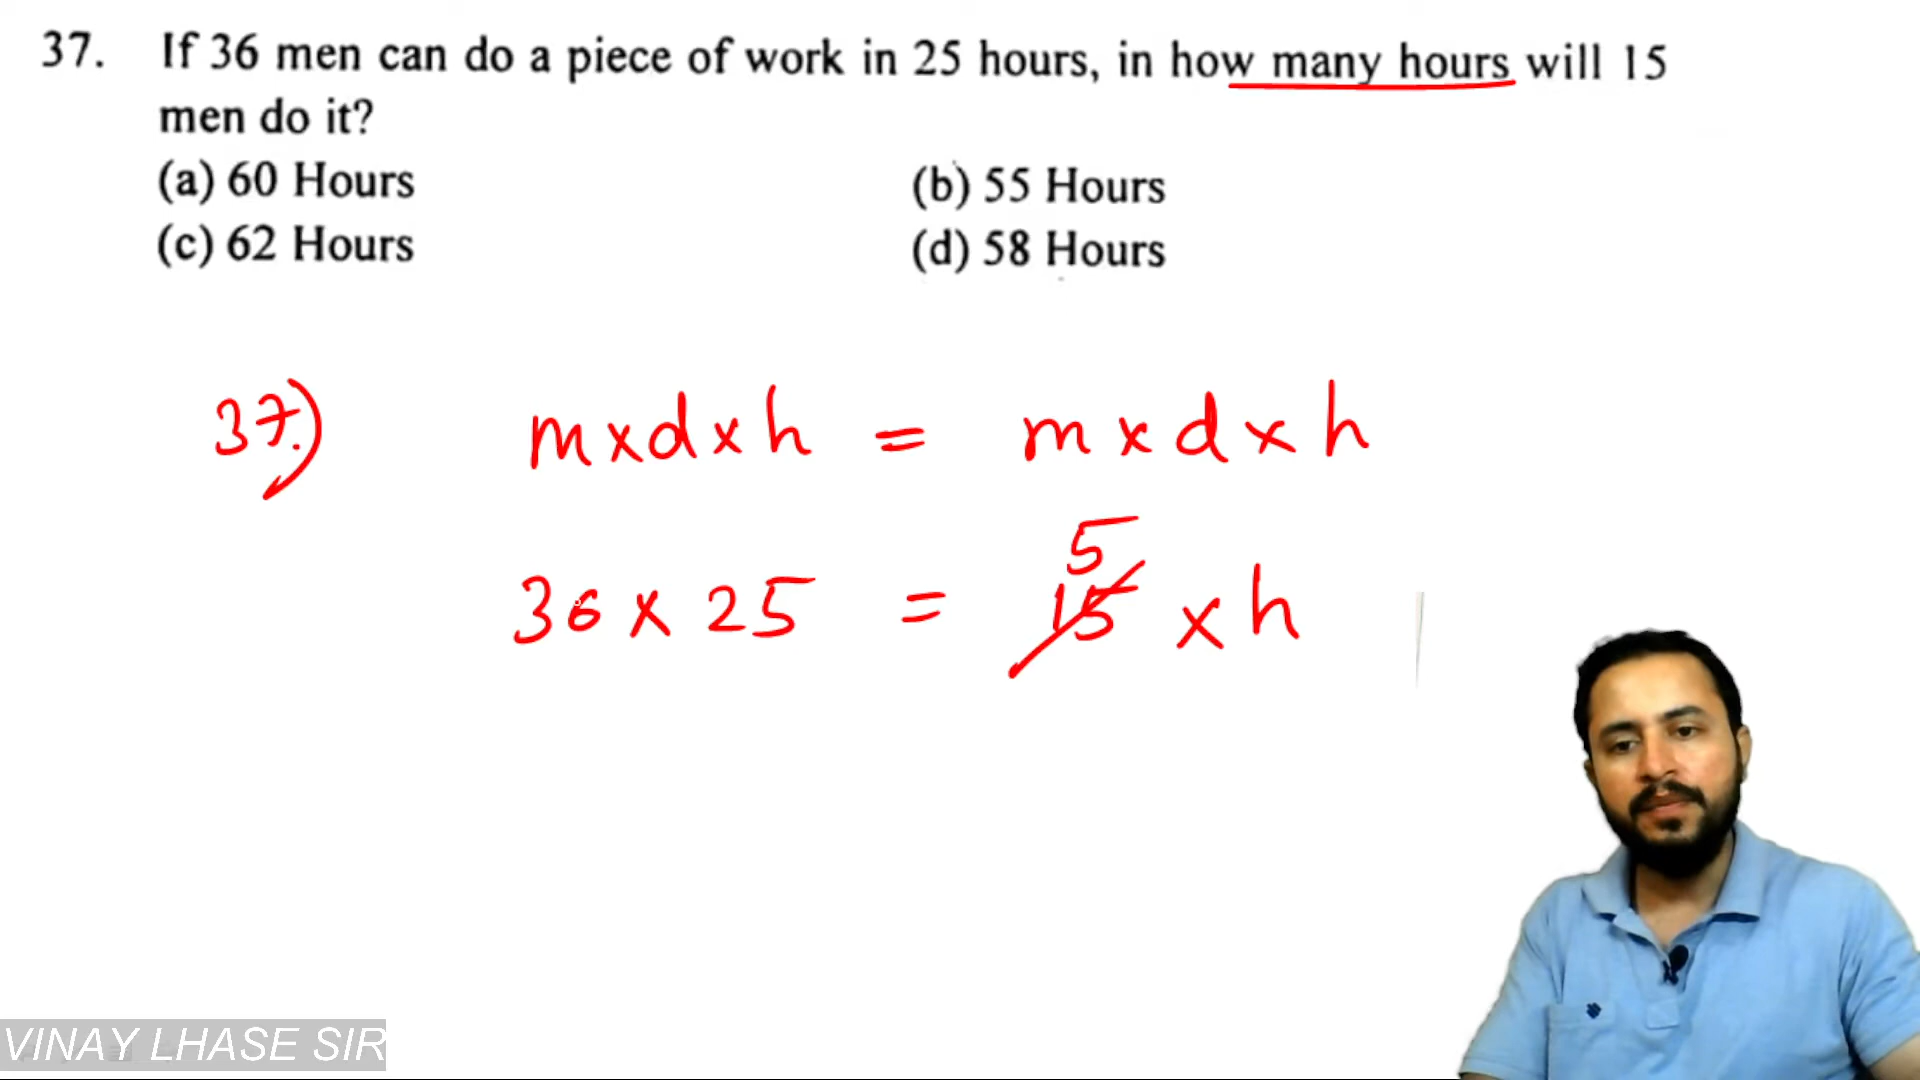 37. If 36 men can do a piece of work in 25 hours, in how many hours will 15
men do it?
(a) 60 Hours (b) 55 Hours
(c) 62 Hours (d) 58 Hours
37.) m x d x h = m x d x h
5
36 x 25 = 15 x h
VINAY LHASE SIR